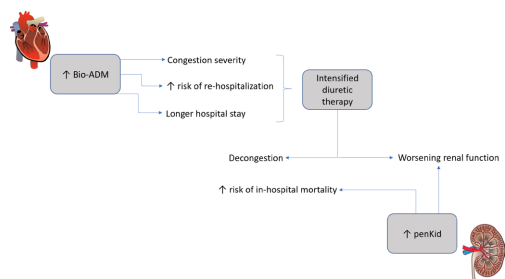 Congestion severity
↑ Bio-ADM
↑ risk of re-hospitalization
Longer hospital stay
Intensified
diuretic
therapy
Decongestion
Worsening renal function
↑ risk of in-hospital mortality
↑ penKid